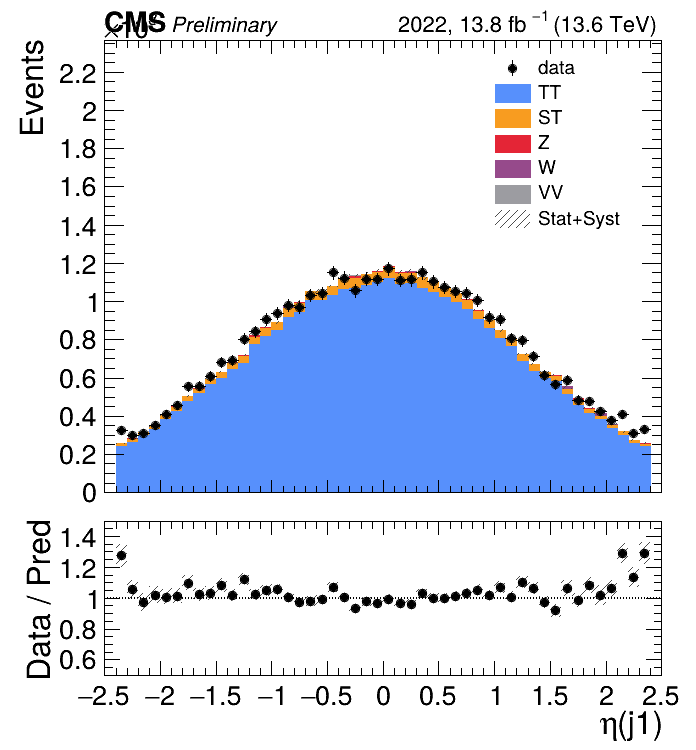 CMS Preliminary 2022, 13.8 fb⁻¹ (13.6 TeV)
Events
2.2
2
1.8
1.6
1.4
1.2
1
0.8
0.6
0.4
0.2
0
data
TT
ST
Z
W
VV
Stat+Syst
Data / Pred
1.4
1.2
1
0.8
0.6
−2.5 −2 −1.5 −1 −0.5 0 0.5 1 1.5 2 2.5
η(j1)